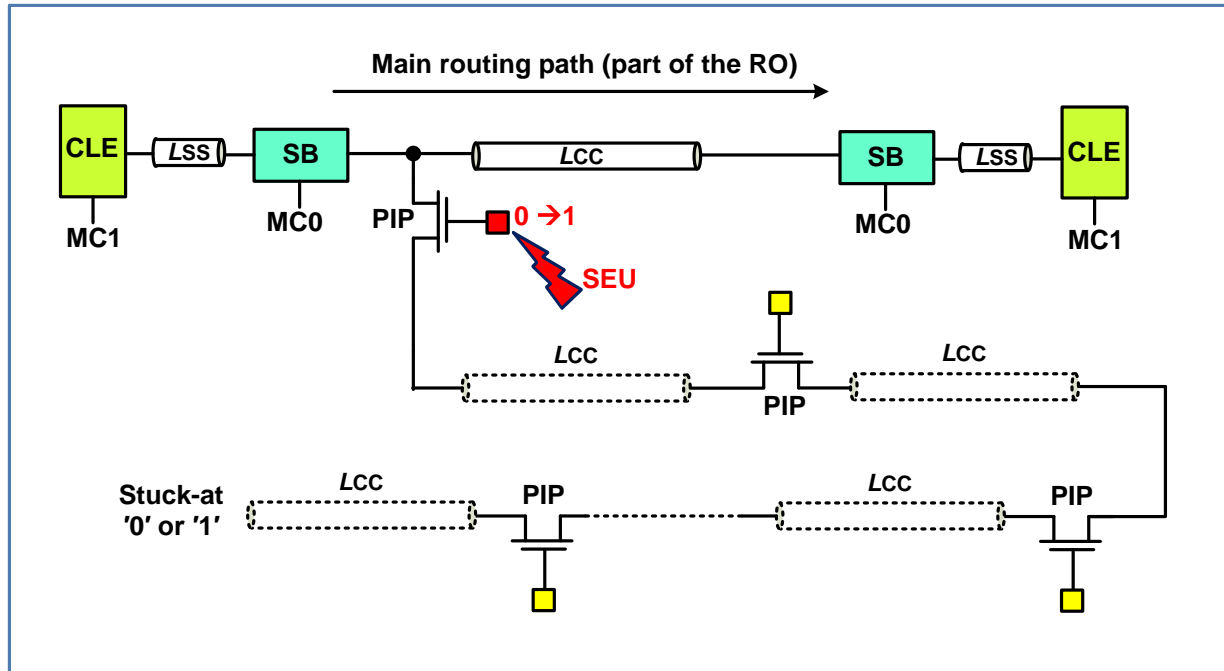 Main routing path (part of the RO)
CLE
LSS
SB
LCC
SB
LSS
CLE
MC1
MC0
PIP
0 →1
SEU
MC0
MC1
LCC
PIP
LCC
Stuck-at
'0' or '1'
LCC
PIP
LCC
PIP